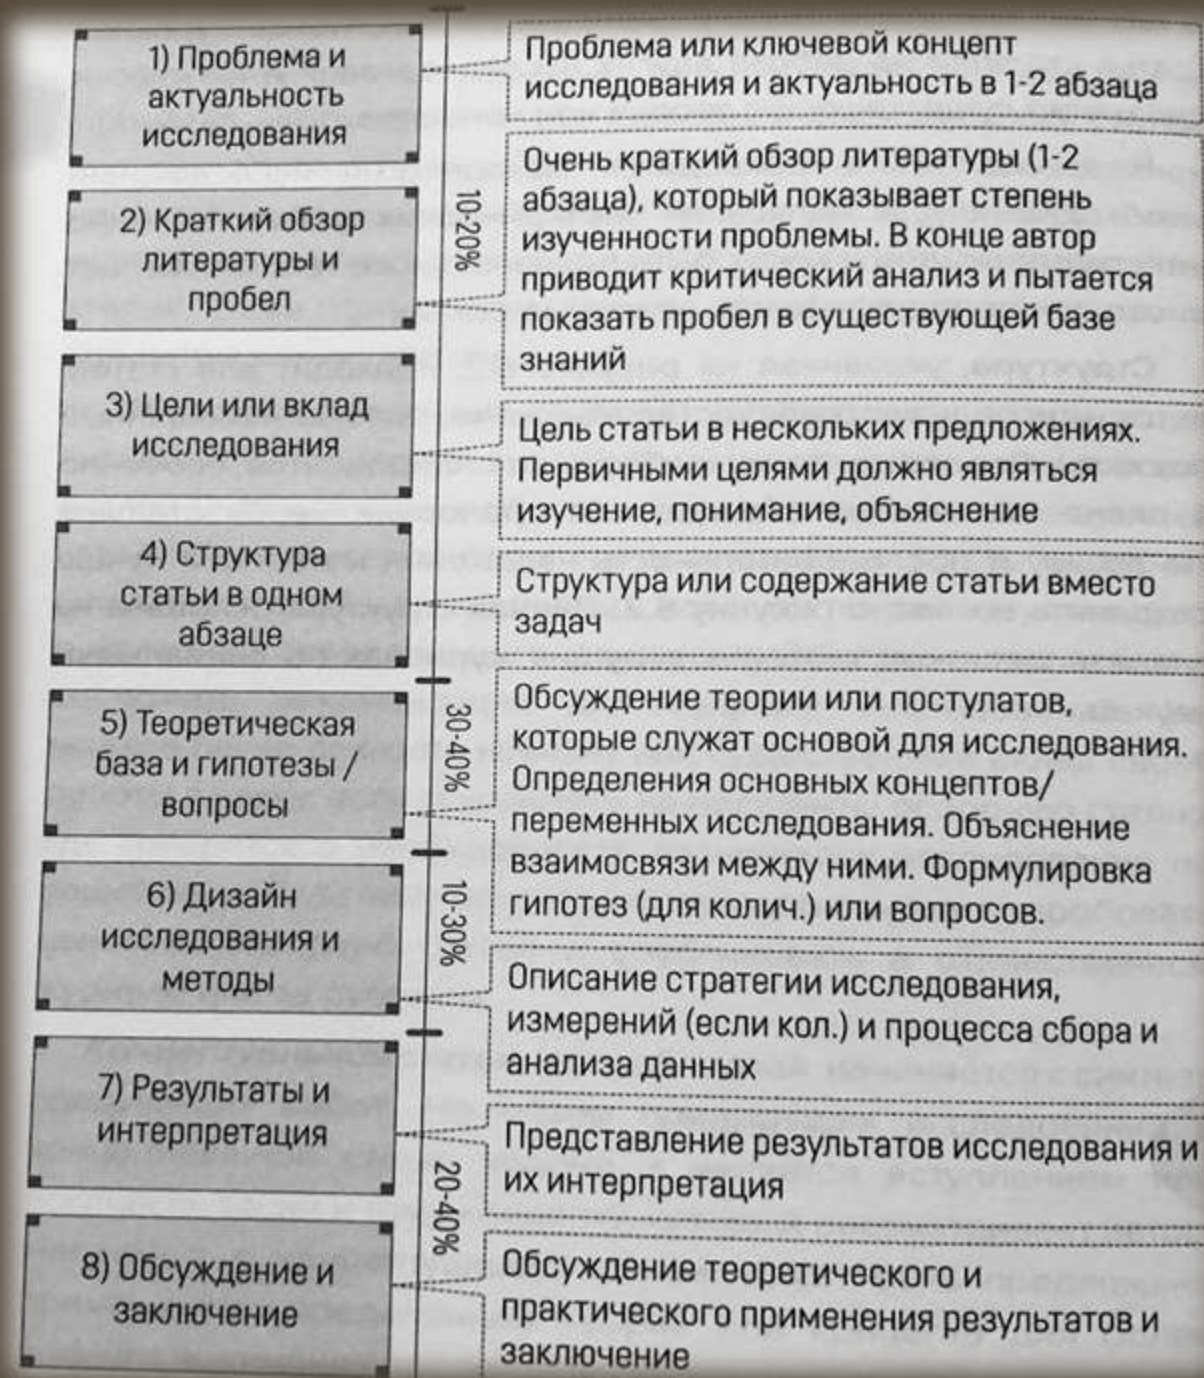 1) Проблема и
актуальность
исследования
Проблема или ключевой концепт
исследования и актуальность в 1-2 абзаца
2) Краткий обзор
литературы и
пробел
10-20%
Очень краткий обзор литературы (1-2
абзаца), который показывает степень
изученности проблемы. В конце автор
приводит критический анализ и пытается
показать пробел в существующей базе
знаний
3) Цели или вклад
исследования
Цель статьи в нескольких предложениях.
Первичными целями должно являться
изучение, понимание, объяснение
4) Структура
статьи в одном
абзаце
Структура или содержание статьи вместо
задач
5) Теоретическая
база и гипотезы /
вопросы
30-40%
Обсуждение теории или постулатов,
которые служат основой для исследования.
Определения основных концептов/
переменных исследования. Объяснение
взаимосвязи между ними. Формулировка
гипотез (для колич.) или вопросов.
6) Дизайн
исследования и
методы
10-30%
Описание стратегии исследования,
измерений (если кол.) и процесса сбора и
анализа данных
7) Результаты и
интерпретация
Представление результатов исследования и
их интерпретация
20-40%
8) Обсуждение и
заключение
Обсуждение теоретического и
практического применения результатов и
заключение